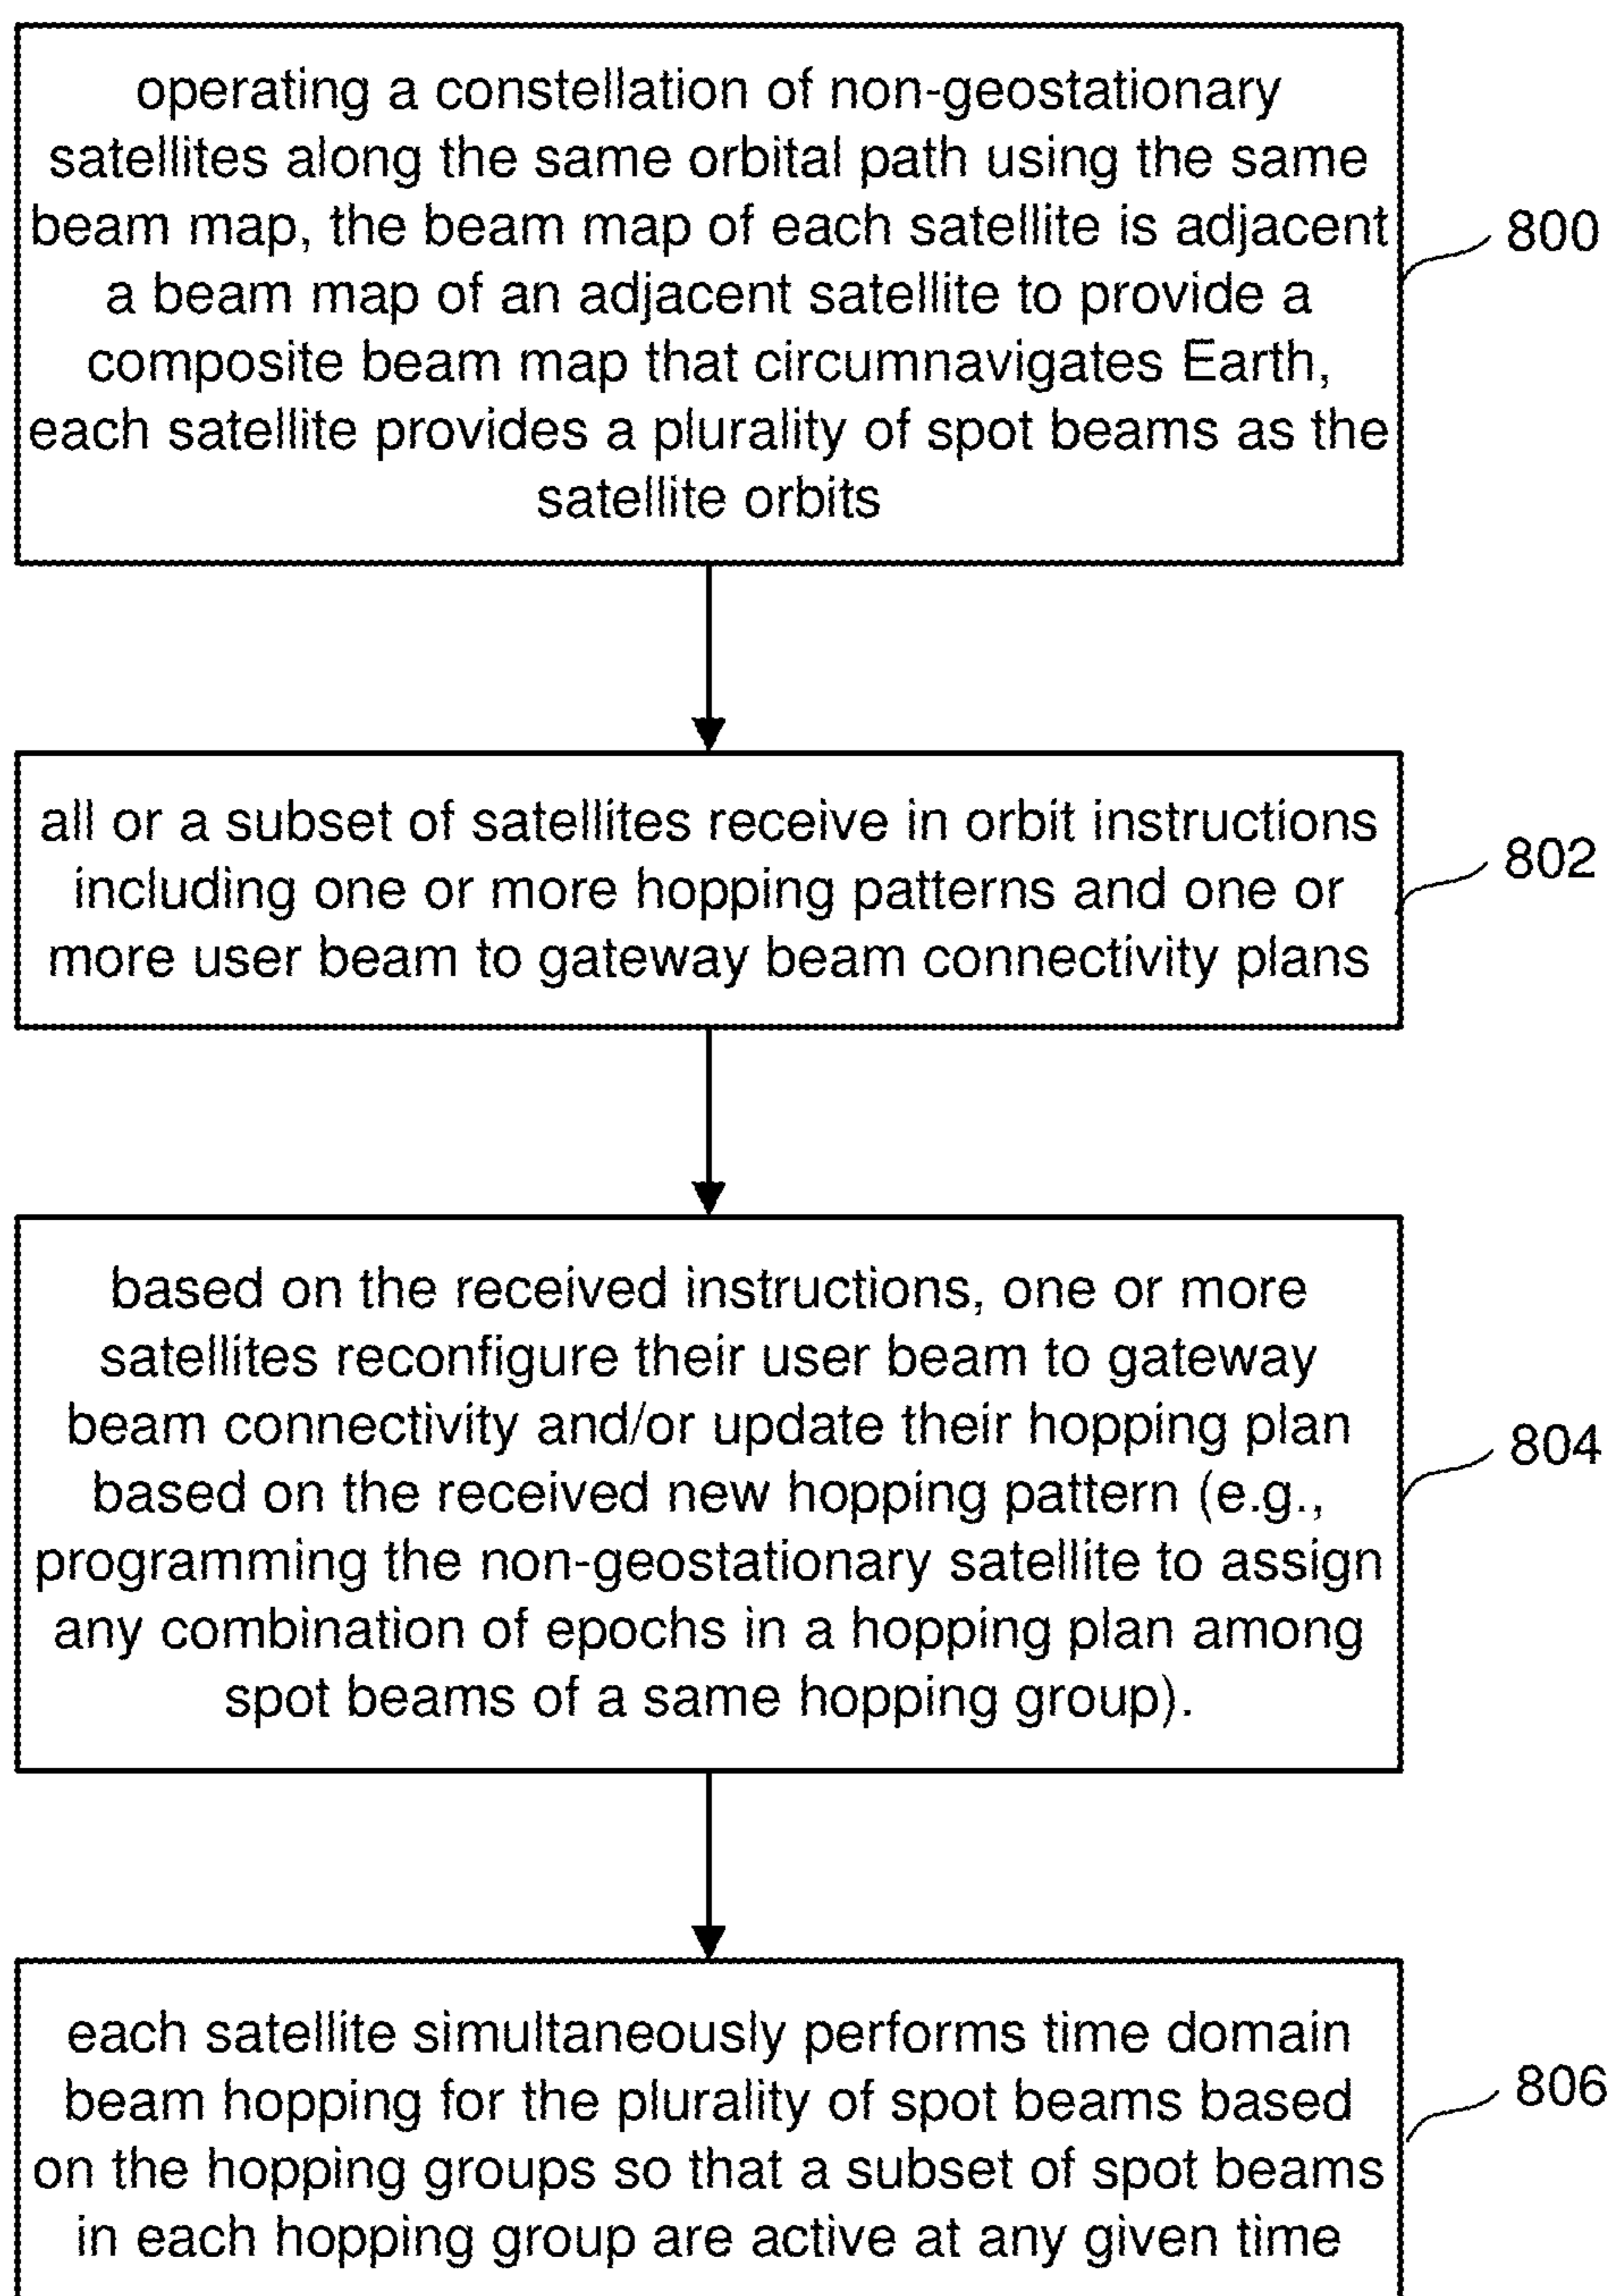 operating a constellation of non-geostationary
satellites along the same orbital path using the same
beam map, the beam map of each satellite is adjacent
a beam map of an adjacent satellite to provide a
composite beam map that circumnavigates Earth,
each satellite provides a plurality of spot beams as the
satellite orbits
800
all or a subset of satellites receive in orbit instructions
including one or more hopping patterns and one or
more user beam to gateway beam connectivity plans
802
based on the received instructions, one or more
satellites reconfigure their user beam to gateway
beam connectivity and/or update their hopping plan
based on the received new hopping pattern (e.g.,
programming the non-geostationary satellite to assign
any combination of epochs in a hopping plan among
spot beams of a same hopping group).
804
each satellite simultaneously performs time domain
beam hopping for the plurality of spot beams based
on the hopping groups so that a subset of spot beams
in each hopping group are active at any given time
806